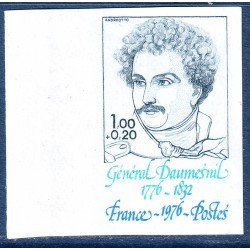 ANDREOTTO
1,00
+0,20
Général Daumesnil
1776 - 1832
France - 1976 - Postes